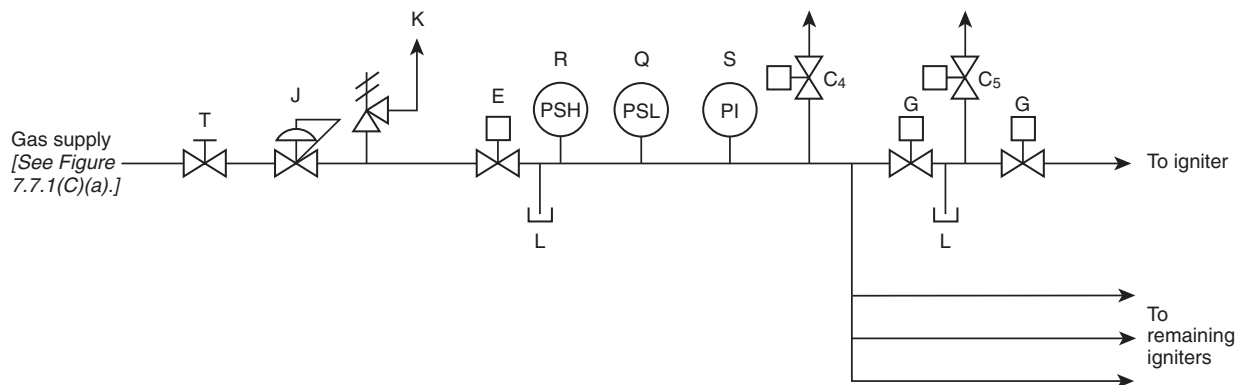 K
R
Q
S
C4
C5
J
E
G
G
T
PSH
PSL
PI
Gas supply
[See Figure
7.7.1(C)(a).]
To igniter
L
L
To
remaining
igniters